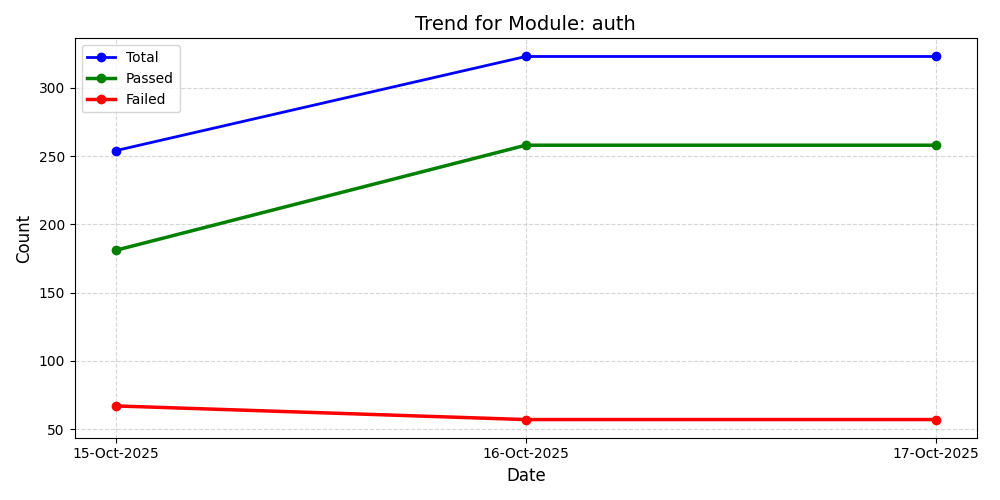 Trend for Module: auth
Total
Passed
Failed
300
250
200
150
100
50
Count
15-Oct-2025
16-Oct-2025
17-Oct-2025
Date